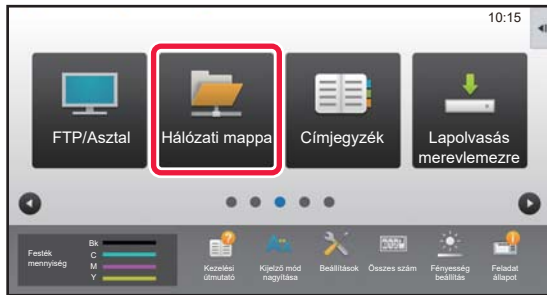 10:15
FTP/Asztal
Hálózati mappa
Címjegyzék
Lapolvasás
merevlemezre
Festék
mennyiség
Bk
C
M
Y
Kezelési
útmutató
Kijelző mód
nagyítása
Beállítások
Összes szám
Fényesség
beállítás
Feladat
állapot